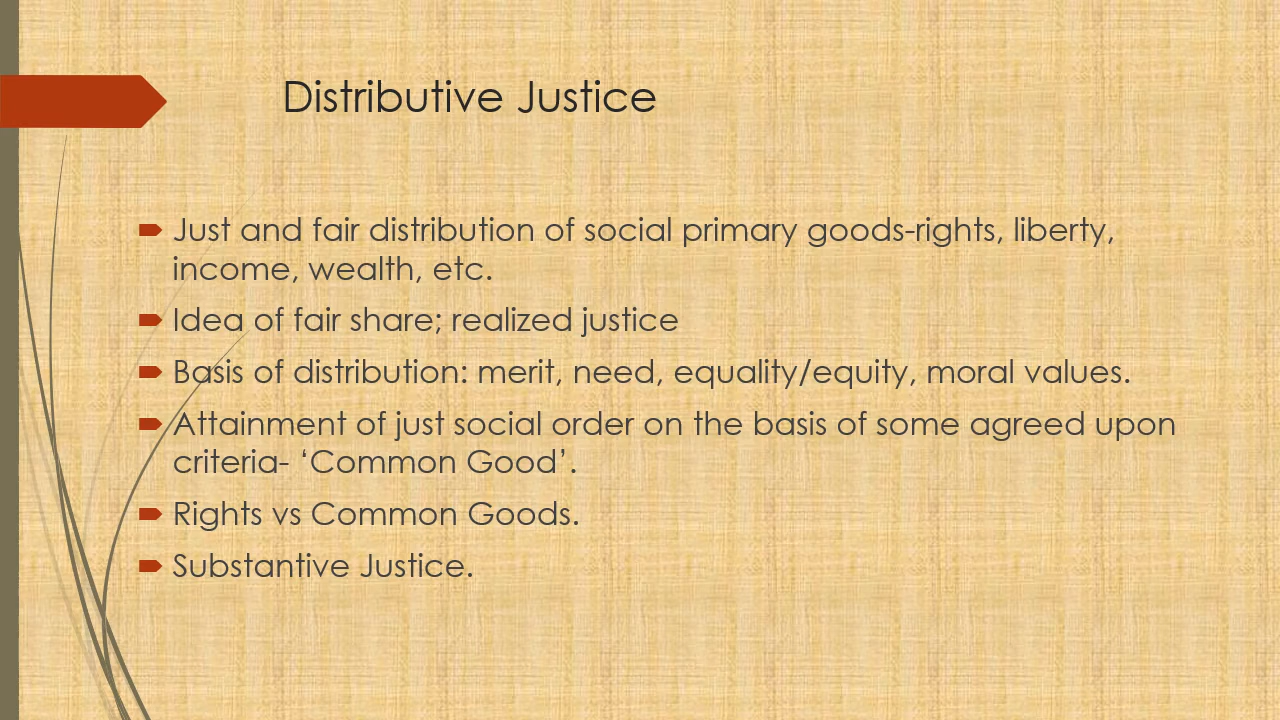 Distributive Justice
Just and fair distribution of social primary goods-rights, liberty,
income, wealth, etc.
Idea of fair share; realized justice
Basis of distribution: merit, need, equality/equity, moral values.
Attainment of just social order on the basis of some agreed upon
criteria- ‘Common Good’.
Rights vs Common Goods.
Substantive Justice.